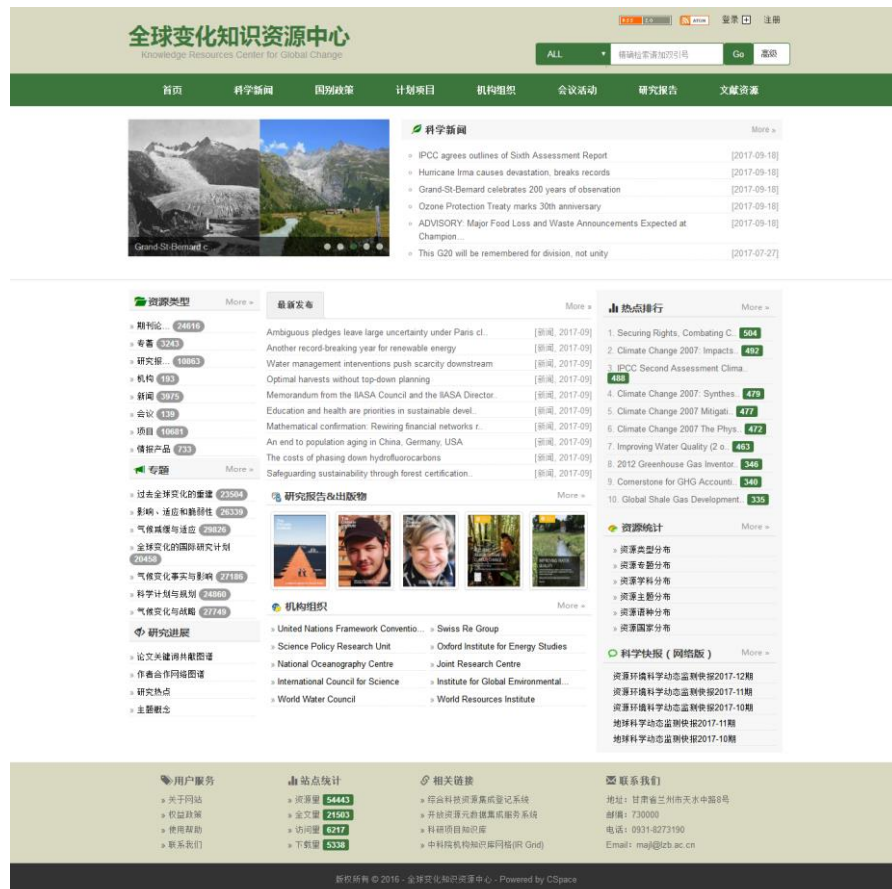 全球变化知识资源中心
Knowledge Resources Center for Global Change
登录 注册
ALL 精确检索请加双引号 Go 高级
首页 科学新闻 国别政策 计划项目 机构组织 会议活动 研究报告 文献资源
科学新闻 More »
IPCC agrees outlines of Sixth Assessment Report [2017-09-18]
Hurricane Irma causes devastation, breaks records [2017-09-18]
Grand-St-Bernard celebrates 200 years of observation [2017-09-18]
Ozone Protection Treaty marks 30th anniversary [2017-09-18]
ADVISORY: Major Food Loss and Waste Announcements Expected at [2017-09-18]
Champion...
This G20 will be remembered for division, not unity [2017-07-27]
Grand-St-Bernard c
资源类型 More »
» 期刊论... 24616
» 专著 3243
» 研究报... 10863
» 机构 193
» 新闻 3975
» 会议 139
» 项目 10681
» 情报产品 733
专题 More »
» 过去全球变化的重建 23504
» 影响、适应和脆弱性 26339
» 气候减缓与适应 29826
» 全球变化的国际研究计划
20458
» 气候变化事实与影响 27186
» 科学计划与规划 24860
» 气候变化与战略 27749
研究进展
» 论文关键词共献图谱
» 作者合作网络图谱
» 研究热点
» 主题概念
最新发布 More »
Ambiguous pledges leave large uncertainty under Paris cl.. [新闻, 2017-09]
Another record-breaking year for renewable energy [新闻, 2017-09]
Water management interventions push scarcity downstream [新闻, 2017-09]
Optimal harvests without top-down planning [新闻, 2017-09]
Memorandum from the IIASA Council and the IIASA Director.. [新闻, 2017-09]
Education and health are priorities in sustainable devel.. [新闻, 2017-09]
Mathematical confirmation: Rewiring financial networks r.. [新闻, 2017-09]
An end to population aging in China, Germany, USA [新闻, 2017-09]
The costs of phasing down hydrofluorocarbons [新闻, 2017-09]
Safeguarding sustainability through forest certification.. [新闻, 2017-09]
研究报告&出版物 More »
机构组织 More »
» United Nations Framework Conventio... » Swiss Re Group
» Science Policy Research Unit » Oxford Institute for Energy Studies
» National Oceanography Centre » Joint Research Centre
» International Council for Science » Institute for Global Environmental...
» World Water Council » World Resources Institute
热点排行 More »
1. Securing Rights, Combating C.. 504
2. Climate Change 2007: Impacts.. 492
3. IPCC Second Assessment Clima..
488
4. Climate Change 2007: Synthes.. 479
5. Climate Change 2007 Mitigati.. 477
6. Climate Change 2007 The Phys.. 472
7. Improving Water Quality (2 o.. 463
8. 2012 Greenhouse Gas Inventor.. 346
9. Cornerstone for GHG Accounti.. 340
10. Global Shale Gas Development.. 335
资源统计 More »
» 资源类型分布
» 资源专题分布
» 资源学科分布
» 资源主题分布
» 资源语种分布
» 资源国家分布
科学快报（网络版） More »
资源环境科学动态监测快报2017-12期
资源环境科学动态监测快报2017-11期
资源环境科学动态监测快报2017-10期
地球科学动态监测快报2017-11期
地球科学动态监测快报2017-10期
用户服务
» 关于网站
» 权益政策
» 使用帮助
» 联系我们
站点统计
» 资源量 54443
» 全文量 21503
» 访问量 6217
» 下载量 5338
相关链接
» 综合科技资源集成登记系统
» 开放资源元数据集成服务系统
» 科研项目知识库
» 中科院机构知识库网格(IR Grid)
联系我们
地址：甘肃省兰州市天水中路8号
邮编：730000
电话：0931-8273190
Email：majl@lzb.ac.cn
版权所有 © 2016 - 全球变化知识资源中心 - Powered by CSpace